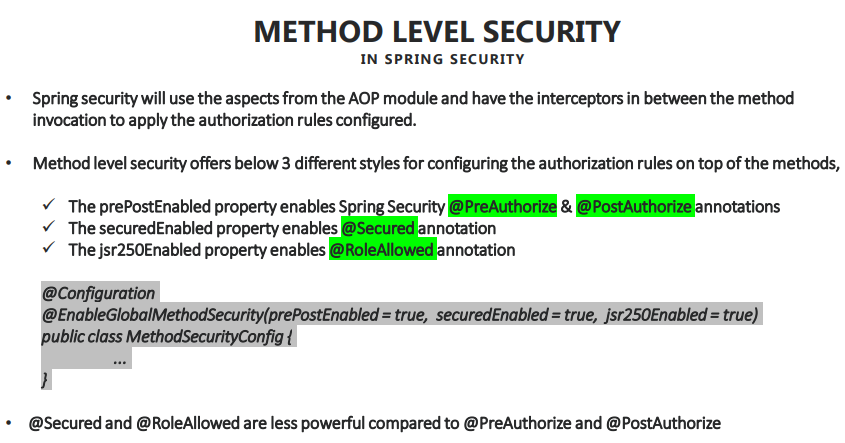 METHOD LEVEL SECURITY
IN SPRING SECURITY
• Spring security will use the aspects from the AOP module and have the interceptors in between the method
invocation to apply the authorization rules configured.
• Method level security offers below 3 different styles for configuring the authorization rules on top of the methods,
✓ The prePostEnabled property enables Spring Security @PreAuthorize & @PostAuthorize annotations
✓ The securedEnabled property enables @Secured annotation
✓ The jsr250Enabled property enables @RoleAllowed annotation
@Configuration
@EnableGlobalMethodSecurity(prePostEnabled = true, securedEnabled = true, jsr250Enabled = true)
public class MethodSecurityConfig {
...
}
• @Secured and @RoleAllowed are less powerful compared to @PreAuthorize and @PostAuthorize